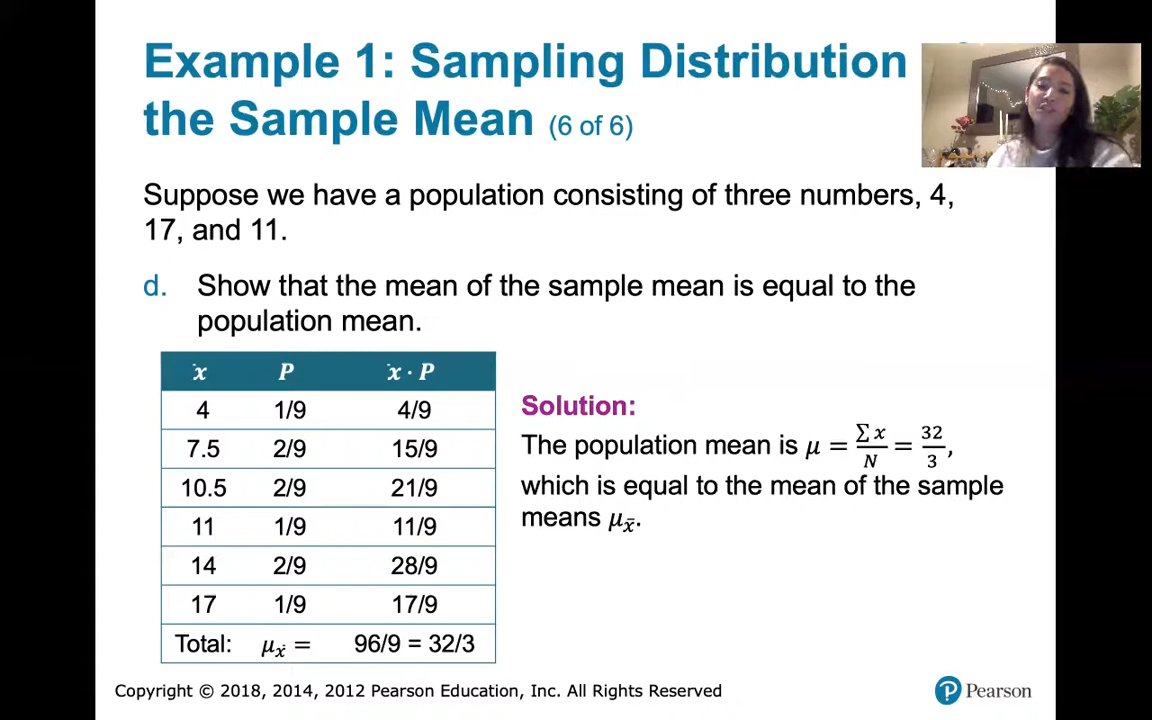 Example 1: Sampling Distribution
the Sample Mean (6 of 6)
Suppose we have a population consisting of three numbers, 4,
17, and 11.
d. Show that the mean of the sample mean is equal to the
population mean.
x̄ P x̄ · P
4 1/9 4/9
7.5 2/9 15/9
10.5 2/9 21/9
11 1/9 11/9
14 2/9 28/9
17 1/9 17/9
Total: μx̄ = 96/9 = 32/3
Solution:
The population mean is μ = ∑x/N = 32/3,
which is equal to the mean of the sample
means μx̄.
Copyright © 2018, 2014, 2012 Pearson Education, Inc. All Rights Reserved
P Pearson